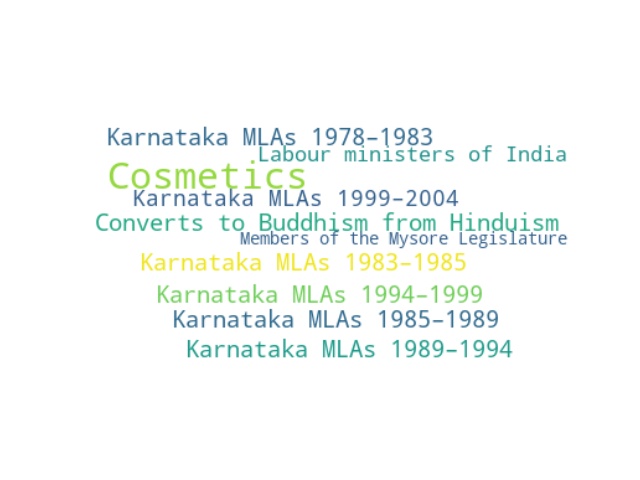 Karnataka MLAs 1978–1983
Labour ministers of India
Cosmetics
Karnataka MLAs 1999–2004
Converts to Buddhism from Hinduism
Members of the Mysore Legislature
Karnataka MLAs 1983–1985
Karnataka MLAs 1994–1999
Karnataka MLAs 1985–1989
Karnataka MLAs 1989–1994